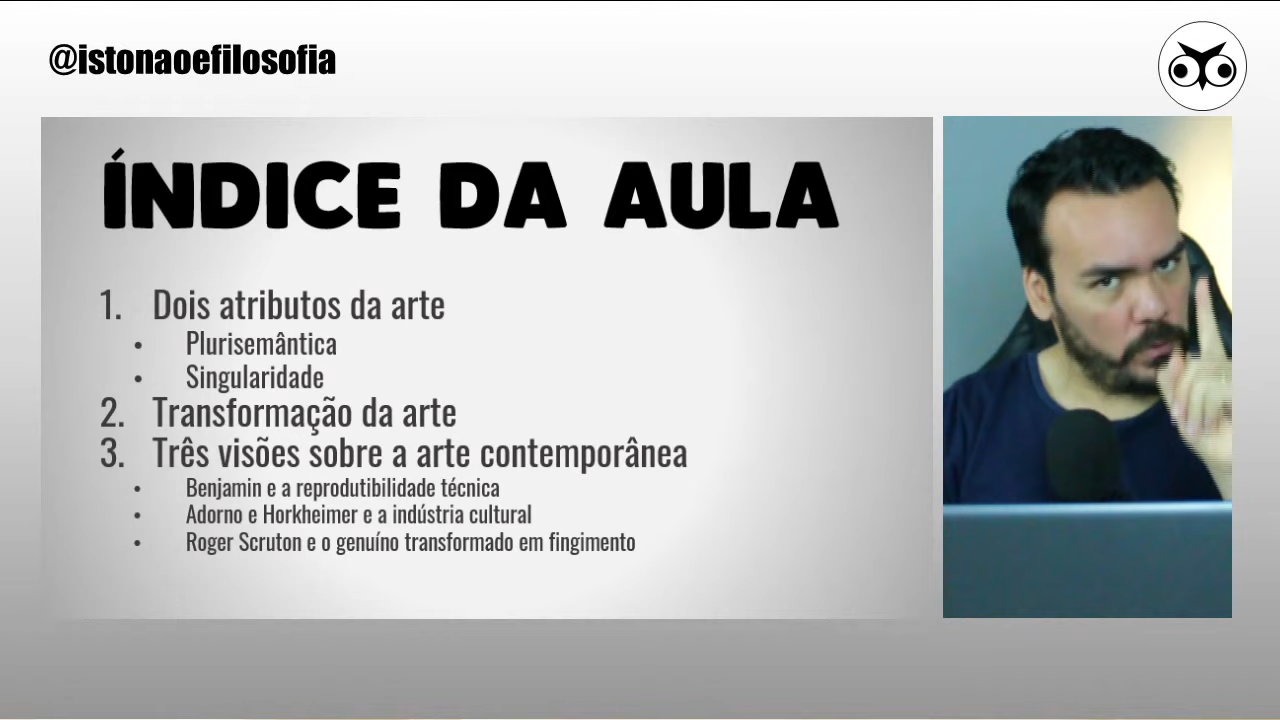 @istonaoefilosofia
ÍNDICE DA AULA
1. Dois atributos da arte
• Plurisemântica
• Singularidade
2. Transformação da arte
3. Três visões sobre a arte contemporânea
• Benjamin e a reprodutibilidade técnica
• Adorno e Horkheimer e a indústria cultural
• Roger Scruton e o genuíno transformado em fingimento